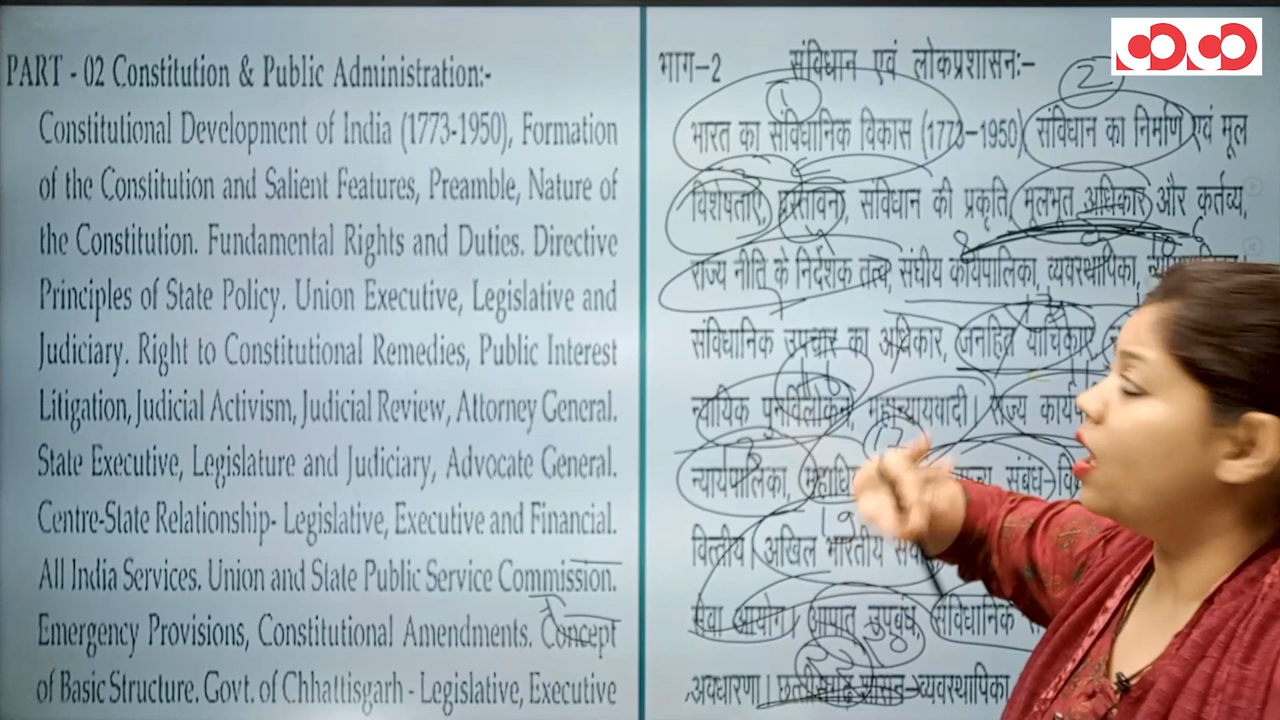 PART - 02 Constitution & Public Administration:-
Constitutional Development of India (1773-1950), Formation
of the Constitution and Salient Features, Preamble, Nature of
the Constitution. Fundamental Rights and Duties. Directive
Principles of State Policy. Union Executive, Legislative and
Judiciary. Right to Constitutional Remedies, Public Interest
Litigation, Judicial Activism, Judicial Review, Attorney General.
State Executive, Legislature and Judiciary, Advocate General.
Centre-State Relationship- Legislative, Executive and Financial.
All India Services. Union and State Public Service Commission.
Emergency Provisions, Constitutional Amendments. Concept
of Basic Structure. Govt. of Chhattisgarh - Legislative, Executive
भाग-2 संविधान एवं लोकप्रशासन:-
1 2
भारत का संविधानिक विकास (1773-1950) संविधान का निर्माण एवं मूल
विशेषताएँ, प्रस्तावना, संविधान की प्रकृति, मूलभूत अधिकार और कर्तव्य,
राज्य नीति के निर्देशक तत्व, संघीय कार्यपालिका, व्यवस्थापिका,
संविधानिक उपचार का अधिकार, जनहित याचिकाएँ,
न्यायिक पुनर्विलोकन, महान्यायवादी। राज्य
न्यायपालिका, संबंध-
वित्तीय। अखिल भारतीय
सेवा आयोग, आपात उपबंध, संविधानिक
अवधारणा। छत्तीसगढ़ शासन-व्यवस्थापिका